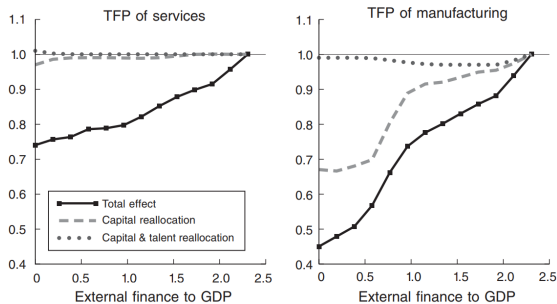 TFP of services
1.1
1.0
0.9
0.8
0.7
0.6
0.5
0.4
Total effect
Capital reallocation
Capital & talent reallocation
0 0.5 1.0 1.5 2.0 2.5
External finance to GDP
TFP of manufacturing
1.1
1.0
0.9
0.8
0.7
0.6
0.5
0.4
0 0.5 1.0 1.5 2.0 2.5
External finance to GDP